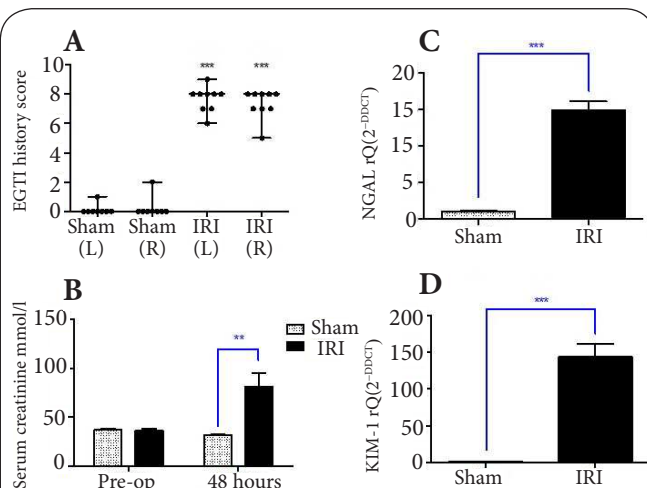 A
EGTI history score
10
8
6
4
2
0
*** ***
Sham Sham IRI IRI
(L) (R) (L) (R)
B
Serum creatinine mmol/l
150
100
50
0
**
Sham
IRI
Pre-op 48 hours
C
NGAL rQ(2⁻ᴰᴰᶜᵀ)
20
15
15
5
0
***
Sham IRI
D
KIM-1 rQ(2⁻ᴰᴰᶜᵀ)
200
150
100
50
0
***
Sham IRI